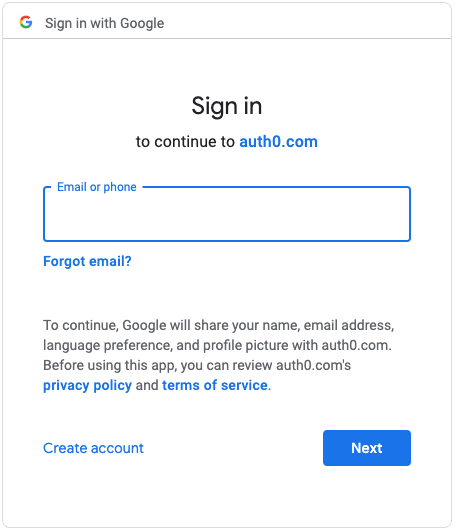 Sign in with Google
Sign in
to continue to auth0.com
Email or phone
Forgot email?
To continue, Google will share your name, email address,
language preference, and profile picture with auth0.com.
Before using this app, you can review auth0.com's
privacy policy and terms of service.
Create account
Next